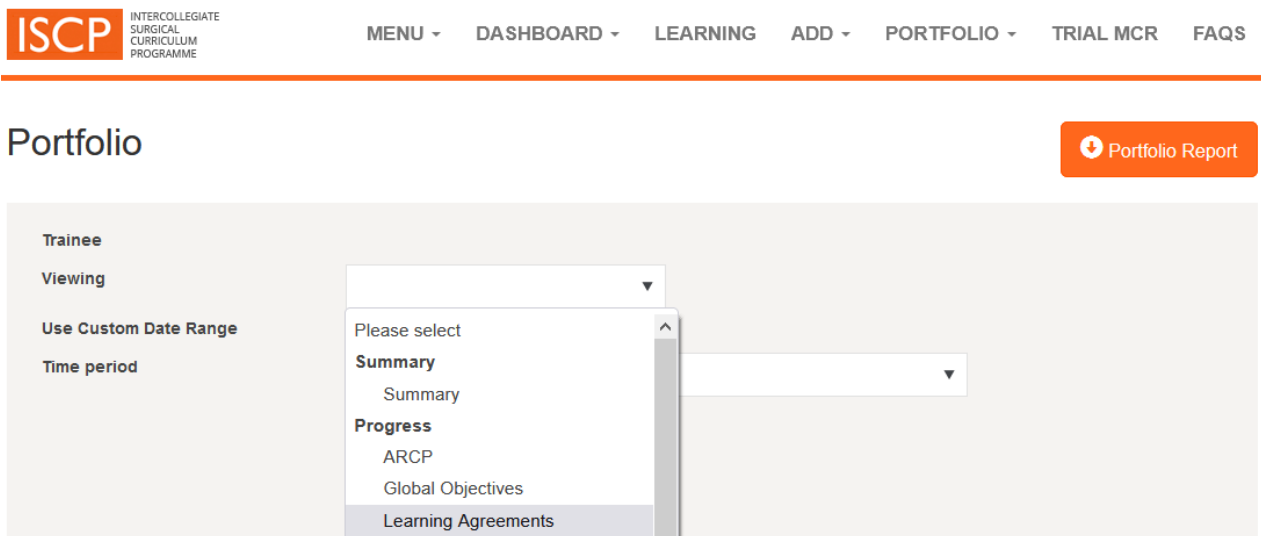 ISCP
INTERCOLLEGIATE
SURGICAL
CURRICULUM
PROGRAMME
MENU DASHBOARD LEARNING ADD PORTFOLIO TRIAL MCR FAQS
Portfolio
Portfolio Report
Trainee
Viewing
Use Custom Date Range
Time period
Please select
Summary
Summary
Progress
ARCP
Global Objectives
Learning Agreements